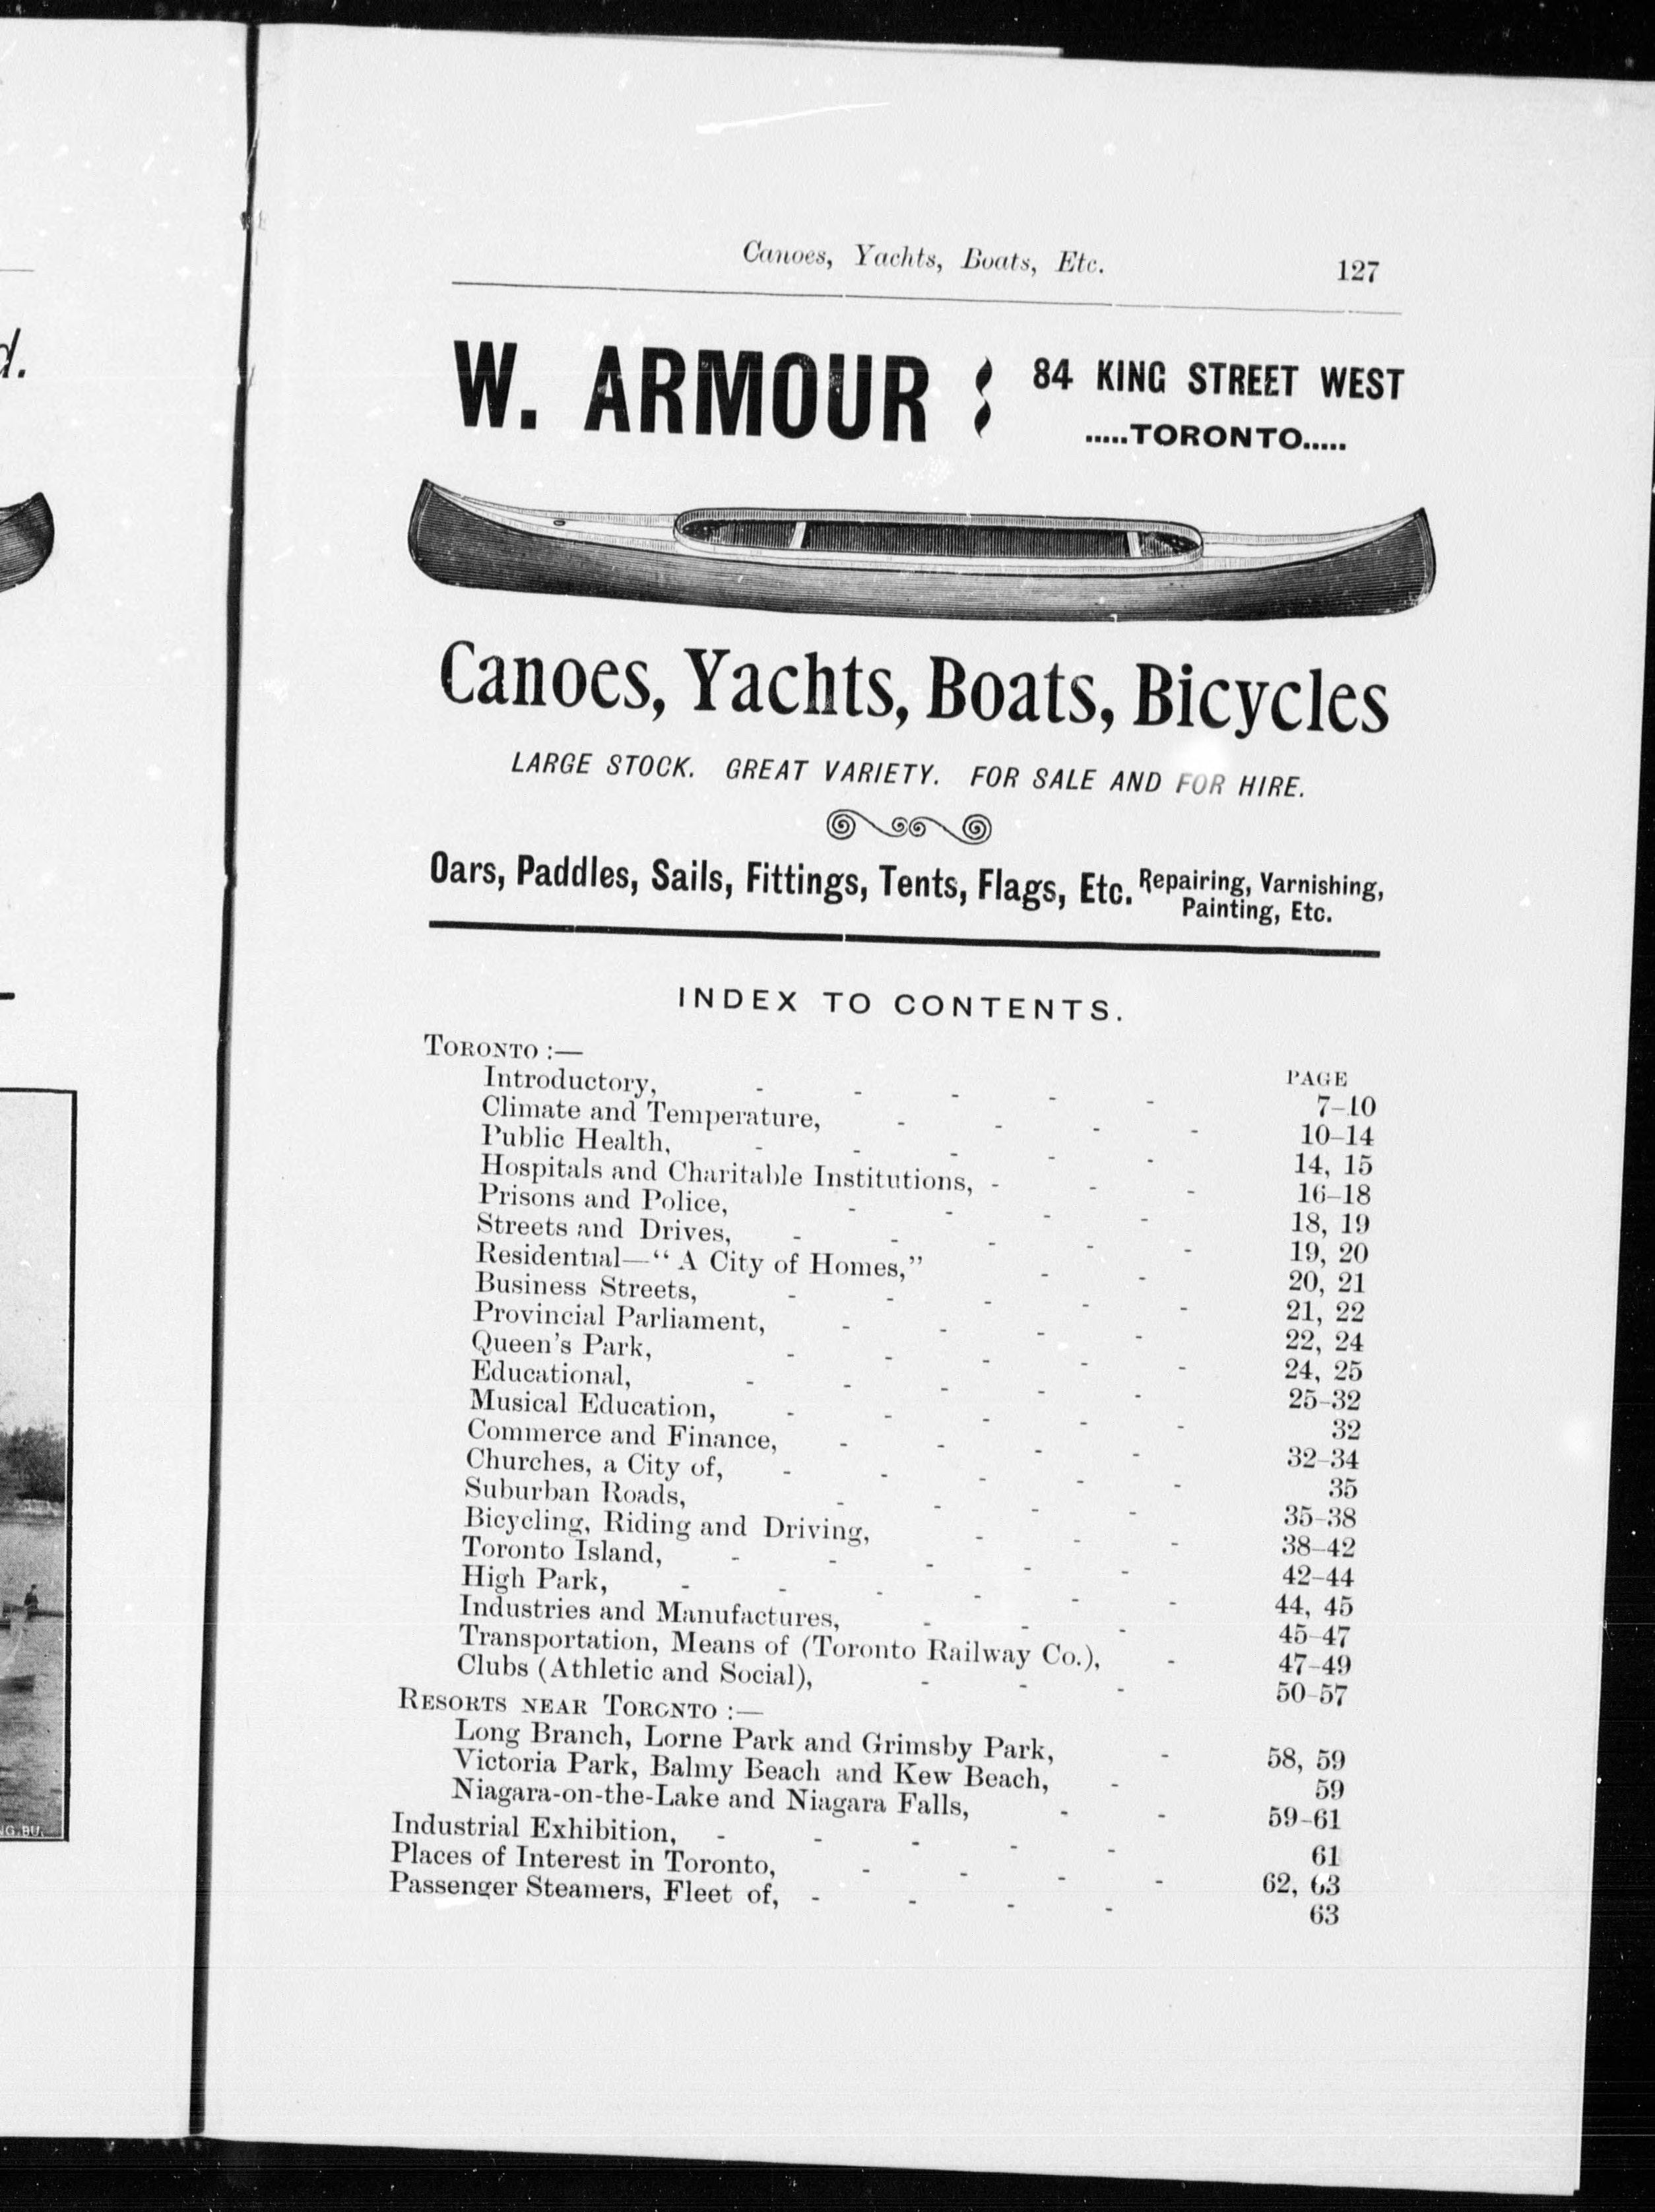 Canoes, Yachts, Boats, Etc. 127
d.
W. ARMOUR 84 KING STREET WEST
.....TORONTO.....
Canoes, Yachts, Boats, Bicycles
LARGE STOCK. GREAT VARIETY. FOR SALE AND FOR HIRE.
Oars, Paddles, Sails, Fittings, Tents, Flags, Etc. Repairing, Varnishing,
Painting, Etc.
INDEX TO CONTENTS.
TORONTO :—
PAGE
Introductory, - - - - - 7–10
Climate and Temperature, - - - - 10–14
Public Health, - - - - - 14, 15
Hospitals and Charitable Institutions, - - - 16–18
Prisons and Police, - - - - 18, 19
Streets and Drives, - - - - - 19, 20
Residential—“ A City of Homes,” - - 20, 21
Business Streets, - - - - - 21, 22
Provincial Parliament, - - - - 22, 24
Queen's Park, - - - - - 24, 25
Educational, - - - - - 25–32
Musical Education, - - - - - 32
Commerce and Finance, - - - - 32–34
Churches, a City of, - - - - - 35
Suburban Roads, - - - - 35–38
Bicycling, Riding and Driving, - - - 38–42
Toronto Island, - - - - - 42–44
High Park, - - - - - - 44, 45
Industries and Manufactures, - - - 45–47
Transportation, Means of (Toronto Railway Co.), - 47–49
Clubs (Athletic and Social), - - - 50–57
RESORTS NEAR TORONTO :—
Long Branch, Lorne Park and Grimsby Park, - 58, 59
Victoria Park, Balmy Beach and Kew Beach, - 59
Niagara-on-the-Lake and Niagara Falls, - - 59–61
Industrial Exhibition, - - - - - 61
Places of Interest in Toronto, - - - - 62, 63
Passenger Steamers, Fleet of, - - - - 63